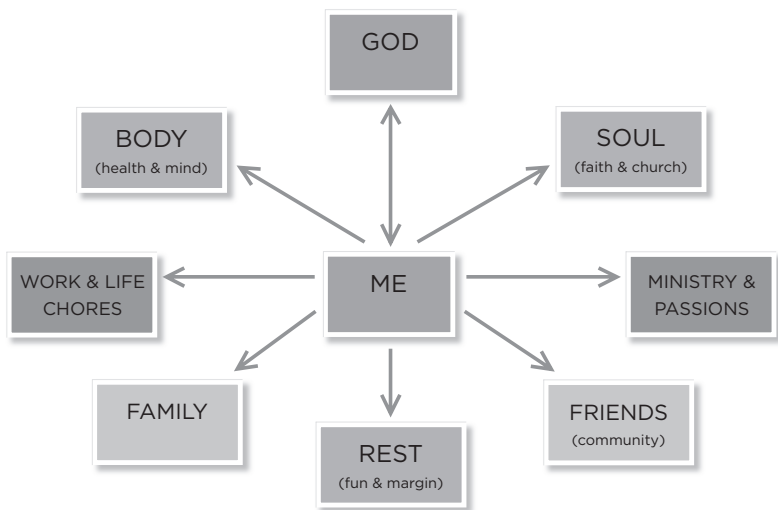 GOD
BODY
(health & mind)
SOUL
(faith & church)
WORK & LIFE
CHORES
ME
MINISTRY &
PASSIONS
FAMILY
REST
(fun & margin)
FRIENDS
(community)